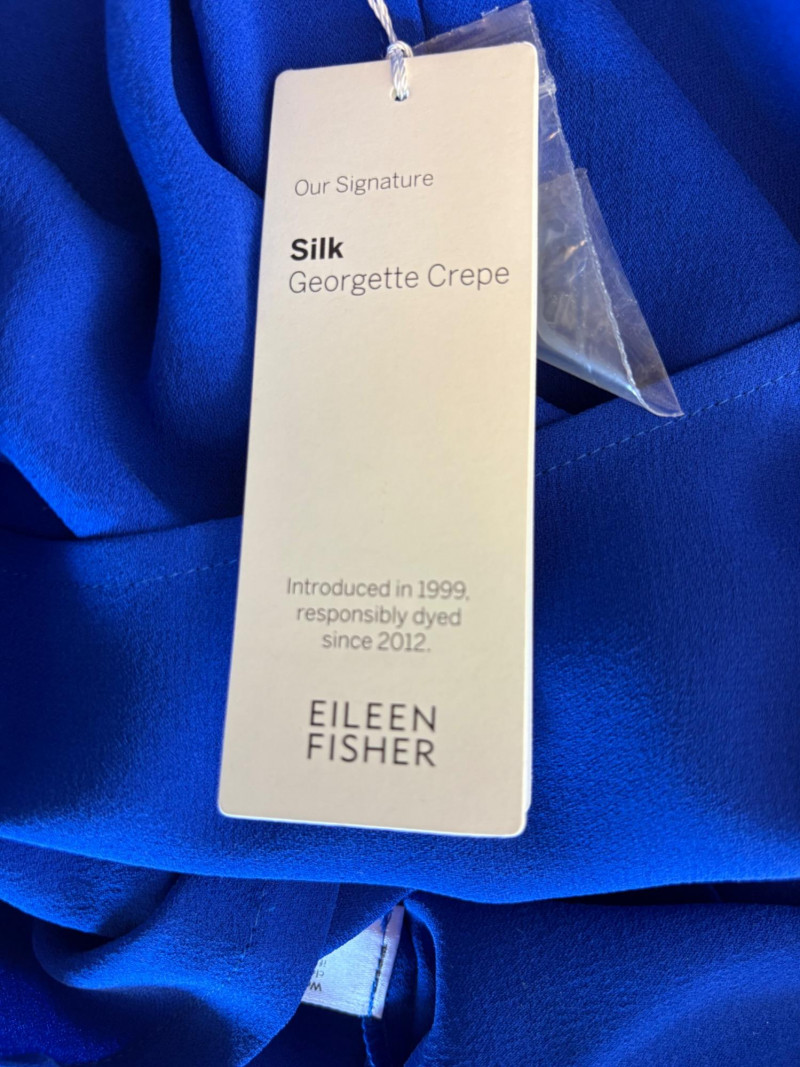 Our Signature
Silk
Georgette Crepe
Introduced in 1999,
responsibly dyed
since 2012.
EILEEN
FISHER